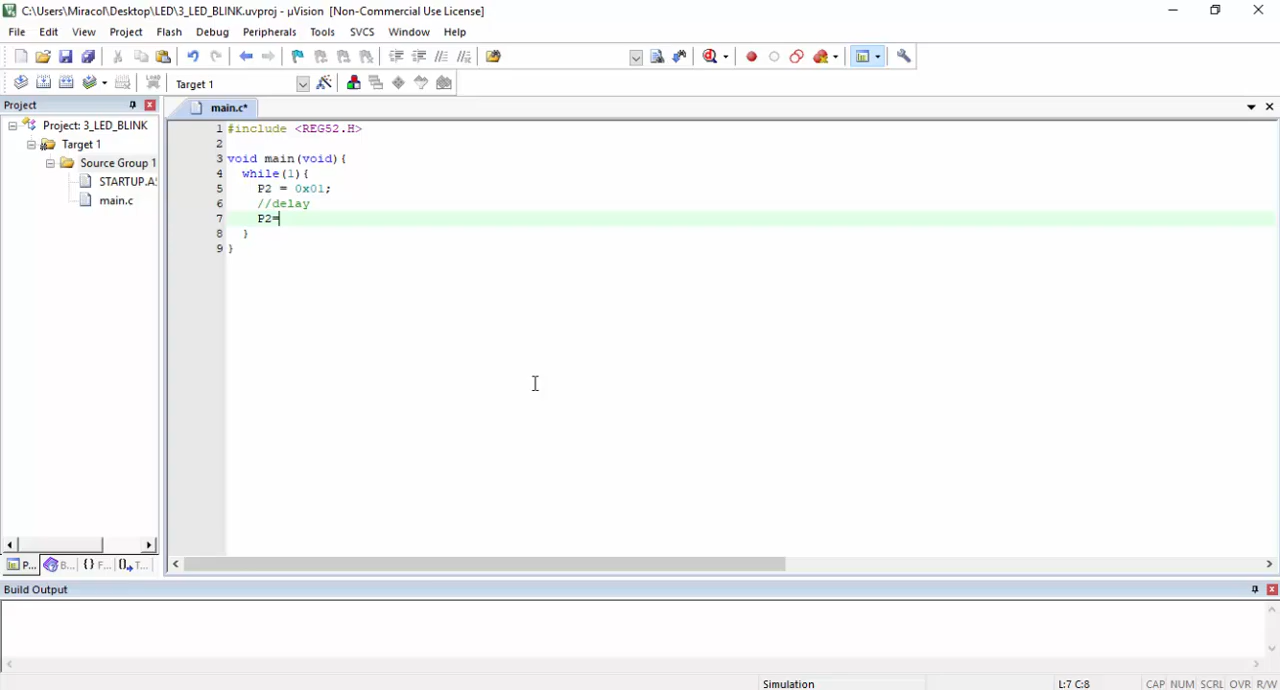 C:\Users\Miracol\Desktop\LED\3_LED_BLINK.uvproj - µVision [Non-Commercial Use License]
File Edit View Project Flash Debug Peripherals Tools SVCS Window Help
LOAD Target 1
Project
main.c*
Project: 3_LED_BLINK
Target 1
Source Group 1
STARTUP.A
main.c
1 #include <REG52.H>
2
3 void main(void){
4 while(1){
5 P2 = 0x01;
6 //delay
7 P2=
8 }
9 }
P... B... {} F... T...
Build Output
Simulation L:7 C:8 CAP NUM SCRL OVR R/W